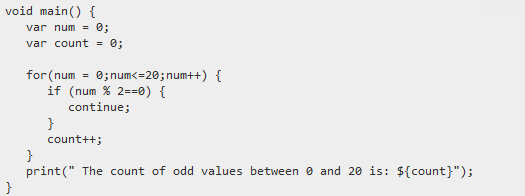 void main() {
   var num = 0;
   var count = 0;

   for(num = 0;num<=20;num++) {
      if (num % 2==0) {
         continue;
      }
      count++;
   }
   print(" The count of odd values between 0 and 20 is: ${count}");
}